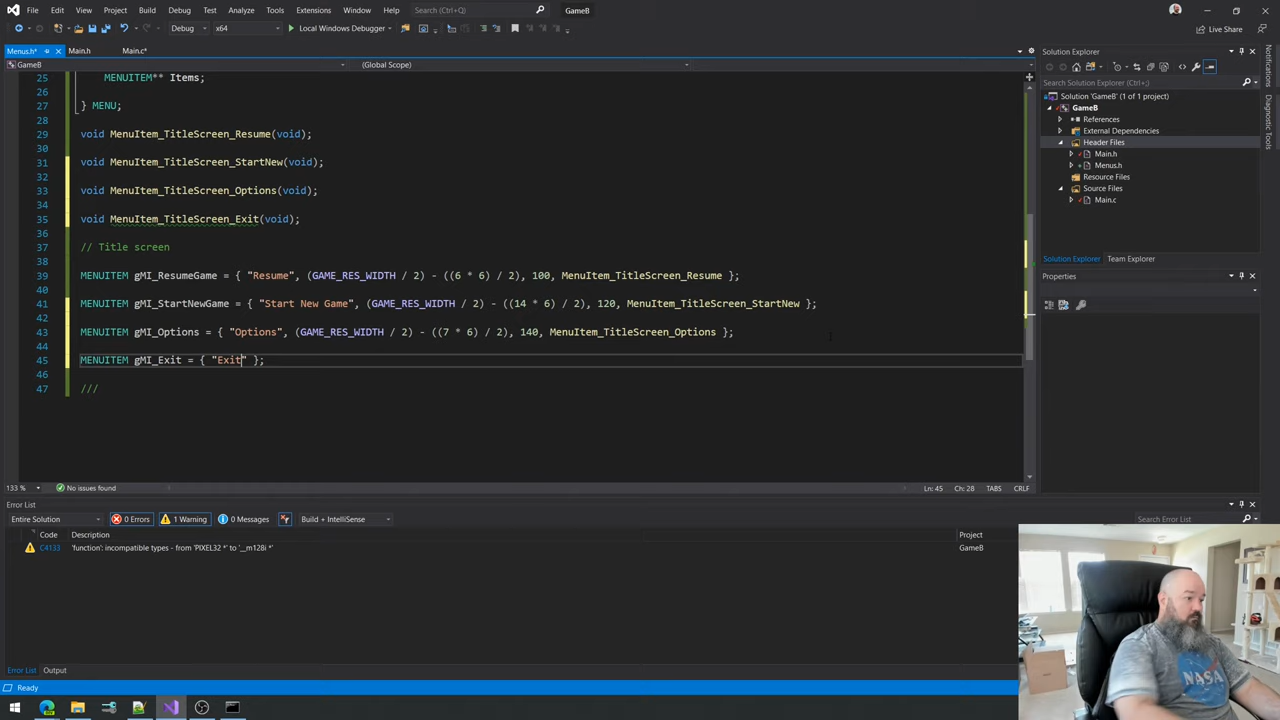 File Edit View Git Project Build Debug Test Analyze Tools Extensions Window Help Search (Ctrl+Q) GameB
Debug x64 Local Windows Debugger Live Share
Menus.h* Main.h Main.c*
GameB (Global Scope)
25 MENUITEM** Items;
26
27 } MENU;
28
29 void MenuItem_TitleScreen_Resume(void);
30
31 void MenuItem_TitleScreen_StartNew(void);
32
33 void MenuItem_TitleScreen_Options(void);
34
35 void MenuItem_TitleScreen_Exit(void);
36
37 // Title screen
38
39 MENUITEM gMI_ResumeGame = { "Resume", (GAME_RES_WIDTH / 2) - ((6 * 6) / 2), 100, MenuItem_TitleScreen_Resume };
40
41 MENUITEM gMI_StartNewGame = { "Start New Game", (GAME_RES_WIDTH / 2) - ((14 * 6) / 2), 120, MenuItem_TitleScreen_StartNew };
42
43 MENUITEM gMI_Options = { "Options", (GAME_RES_WIDTH / 2) - ((7 * 6) / 2), 140, MenuItem_TitleScreen_Options };
44
45 MENUITEM gMI_Exit = { "Exit" };
46
47 ///
133 % No issues found Ln: 45 Ch: 28 TABS CRLF
Solution Explorer
Search Solution Explorer (Ctrl+;)
Solution 'GameB' (1 of 1 project)
GameB
References
External Dependencies
Header Files
Main.h
Menus.h
Resource Files
Source Files
Main.c
Solution Explorer Team Explorer
Properties
Notifications
Diagnostic Tools
Error List
Entire Solution 0 Errors 1 Warning 0 Messages Build + IntelliSense Search Error List
Code Description Project
C4133 'function': incompatible types - from 'PIXEL32 *' to '__m128i *' GameB
Error List Output
Ready
NASA